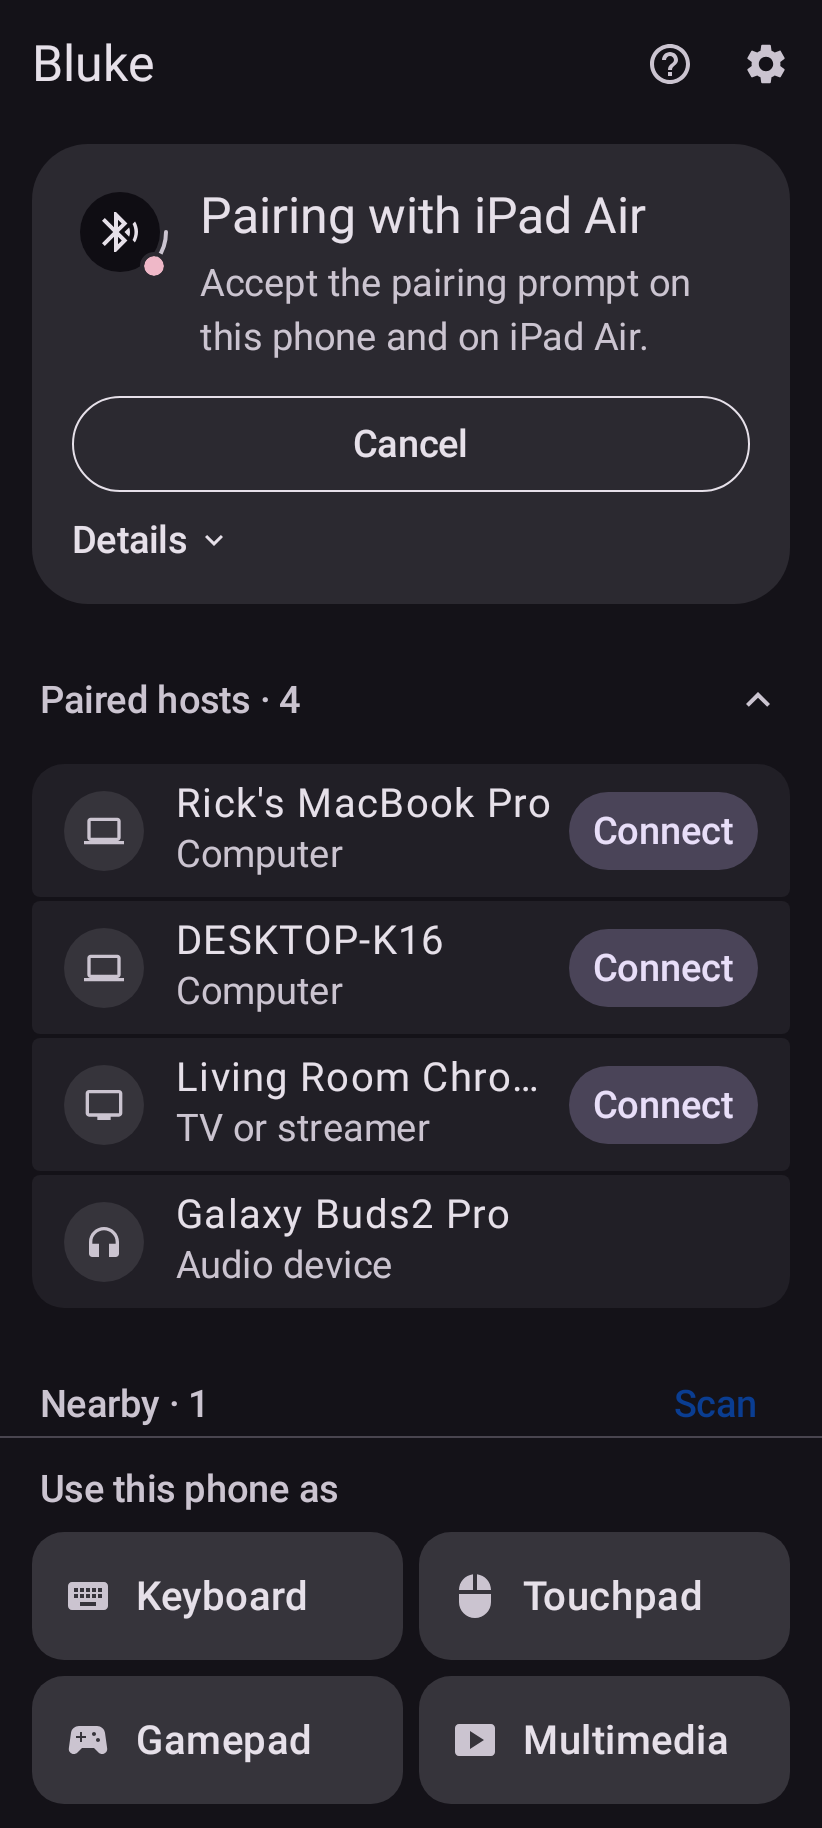 Bluke
Pairing with iPad Air
Accept the pairing prompt on
this phone and on iPad Air.
Cancel
Details
Paired hosts · 4
Rick's MacBook Pro
Computer
Connect
DESKTOP-K16
Computer
Connect
Living Room Chro...
TV or streamer
Connect
Galaxy Buds2 Pro
Audio device
Nearby · 1
Scan
Use this phone as
Keyboard
Touchpad
Gamepad
Multimedia